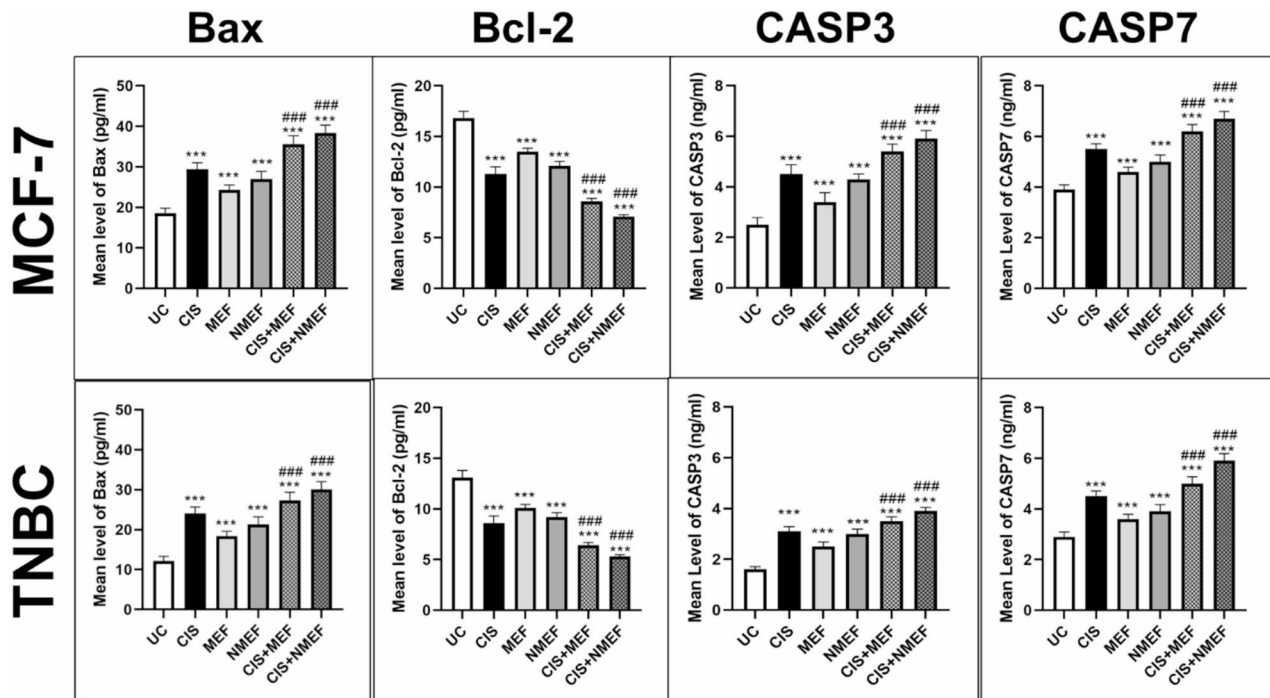 Bax
Bcl-2
CASP3
CASP7
MCF-7
Mean level of Bax (pg/ml)
50
40
30
20
10
0
***
***
***
###
***
###
***
UC
CIS
MEF
NMEF
CIS+MEF
CIS+NMEF
Mean level of Bcl-2 (pg/ml)
20
15
10
5
0
***
***
***
###
***
###
***
UC
CIS
MEF
NMEF
CIS+MEF
CIS+NMEF
Mean Level of CASP3 (ng/ml)
8
6
4
2
0
***
***
***
###
***
###
***
UC
CIS
MEF
NMEF
CIS+MEF
CIS+NMEF
Mean Level of CASP7 (ng/ml)
8
6
4
2
0
***
***
***
###
***
###
***
UC
CIS
MEF
NMEF
CIS+MEF
CIS+NMEF
TNBC
Mean level of Bax (pg/ml)
50
40
30
20
10
0
***
***
***
###
***
###
***
UC
CIS
MEF
NMEF
CIS+MEF
CIS+NMEF
Mean level of Bcl-2 (pg/ml)
20
15
10
5
0
***
***
***
###
***
###
***
UC
CIS
MEF
NMEF
CIS+MEF
CIS+NMEF
Mean Level of CASP3 (ng/ml)
8
6
4
2
0
***
***
***
###
***
###
***
UC
CIS
MEF
NMEF
CIS+MEF
CIS+NMEF
Mean Level of CASP7 (ng/ml)
8
6
4
2
0
***
***
***
###
***
###
***
UC
CIS
MEF
NMEF
CIS+MEF
CIS+NMEF